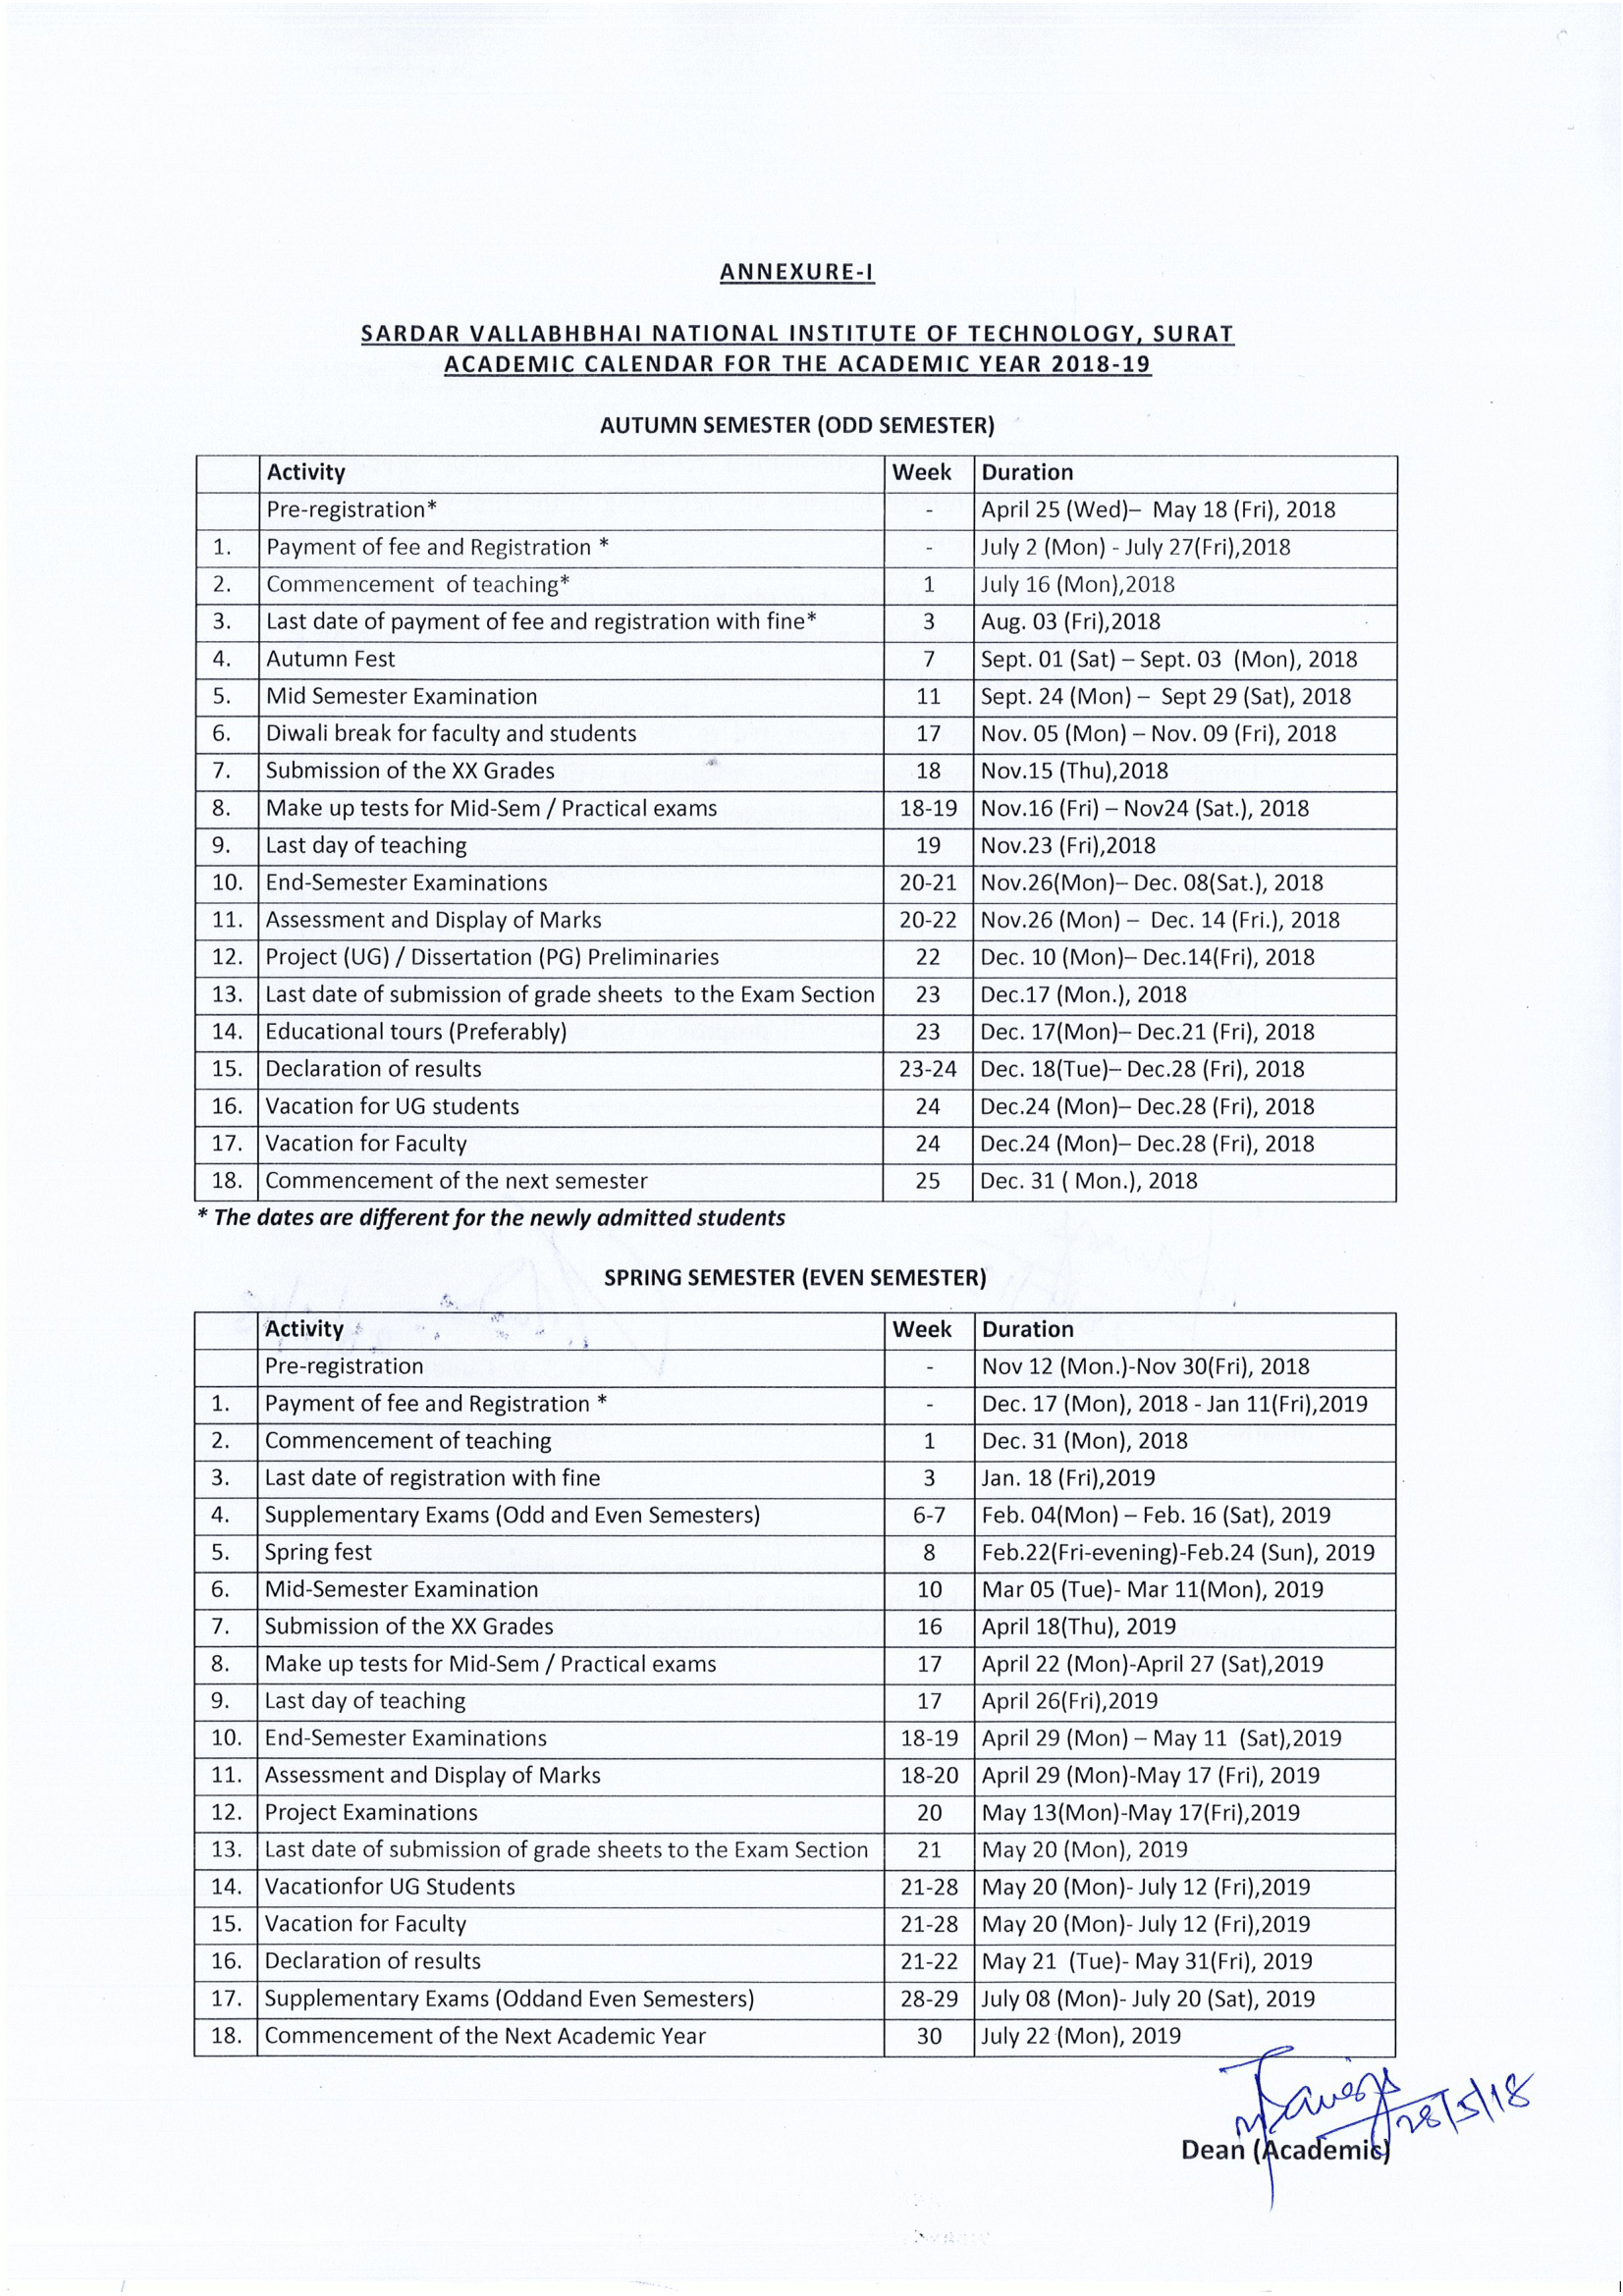 ANNEXURE-I
SARDAR VALLABHBHAI NATIONAL INSTITUTE OF TECHNOLOGY, SURAT
ACADEMIC CALENDAR FOR THE ACADEMIC YEAR 2018-19
AUTUMN SEMESTER (ODD SEMESTER)
Activity Week Duration
Pre-registration* - April 25 (Wed)– May 18 (Fri), 2018
1. Payment of fee and Registration * - July 2 (Mon) - July 27(Fri),2018
2. Commencement of teaching* 1 July 16 (Mon),2018
3. Last date of payment of fee and registration with fine* 3 Aug. 03 (Fri),2018
4. Autumn Fest 7 Sept. 01 (Sat) – Sept. 03 (Mon), 2018
5. Mid Semester Examination 11 Sept. 24 (Mon) – Sept 29 (Sat), 2018
6. Diwali break for faculty and students 17 Nov. 05 (Mon) – Nov. 09 (Fri), 2018
7. Submission of the XX Grades 18 Nov.15 (Thu),2018
8. Make up tests for Mid-Sem / Practical exams 18-19 Nov.16 (Fri) – Nov24 (Sat.), 2018
9. Last day of teaching 19 Nov.23 (Fri),2018
10. End-Semester Examinations 20-21 Nov.26(Mon)– Dec. 08(Sat.), 2018
11. Assessment and Display of Marks 20-22 Nov.26 (Mon) – Dec. 14 (Fri.), 2018
12. Project (UG) / Dissertation (PG) Preliminaries 22 Dec. 10 (Mon)– Dec.14(Fri), 2018
13. Last date of submission of grade sheets to the Exam Section 23 Dec.17 (Mon.), 2018
14. Educational tours (Preferably) 23 Dec. 17(Mon)– Dec.21 (Fri), 2018
15. Declaration of results 23-24 Dec. 18(Tue)– Dec.28 (Fri), 2018
16. Vacation for UG students 24 Dec.24 (Mon)– Dec.28 (Fri), 2018
17. Vacation for Faculty 24 Dec.24 (Mon)– Dec.28 (Fri), 2018
18. Commencement of the next semester 25 Dec. 31 ( Mon.), 2018
* The dates are different for the newly admitted students
SPRING SEMESTER (EVEN SEMESTER)
Activity Week Duration
Pre-registration - Nov 12 (Mon.)-Nov 30(Fri), 2018
1. Payment of fee and Registration * - Dec. 17 (Mon), 2018 - Jan 11(Fri),2019
2. Commencement of teaching 1 Dec. 31 (Mon), 2018
3. Last date of registration with fine 3 Jan. 18 (Fri),2019
4. Supplementary Exams (Odd and Even Semesters) 6-7 Feb. 04(Mon) – Feb. 16 (Sat), 2019
5. Spring fest 8 Feb.22(Fri-evening)-Feb.24 (Sun), 2019
6. Mid-Semester Examination 10 Mar 05 (Tue)- Mar 11(Mon), 2019
7. Submission of the XX Grades 16 April 18(Thu), 2019
8. Make up tests for Mid-Sem / Practical exams 17 April 22 (Mon)-April 27 (Sat),2019
9. Last day of teaching 17 April 26(Fri),2019
10. End-Semester Examinations 18-19 April 29 (Mon) – May 11 (Sat),2019
11. Assessment and Display of Marks 18-20 April 29 (Mon)-May 17 (Fri), 2019
12. Project Examinations 20 May 13(Mon)-May 17(Fri),2019
13. Last date of submission of grade sheets to the Exam Section 21 May 20 (Mon), 2019
14. Vacationfor UG Students 21-28 May 20 (Mon)- July 12 (Fri),2019
15. Vacation for Faculty 21-28 May 20 (Mon)- July 12 (Fri),2019
16. Declaration of results 21-22 May 21 (Tue)- May 31(Fri), 2019
17. Supplementary Exams (Oddand Even Semesters) 28-29 July 08 (Mon)- July 20 (Sat), 2019
18. Commencement of the Next Academic Year 30 July 22 (Mon), 2019
28/5/18
Dean (Academic)